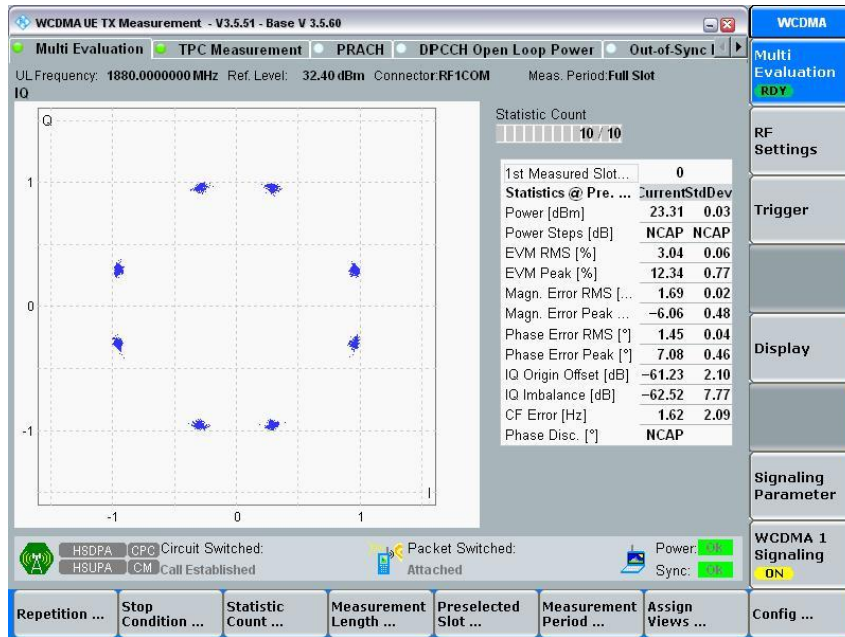 WCDMA UE TX Measurement - V3.5.51 - Base V 3.5.60
WCDMA
Multi Evaluation TPC Measurement PRACH DPCCH Open Loop Power Out-of-Sync
UL Frequency: 1880.0000000 MHz Ref. Level: 32.40 dBm Connector:RF1COM Meas. Period:Full Slot
IQ
Q
1
0
-1
-1 0 1
I
Statistic Count
10 / 10
1st Measured Slot... 0
Statistics @ Pre. ... Current StdDev
Power [dBm] 23.31 0.03
Power Steps [dB] NCAP NCAP
EVM RMS [%] 3.04 0.06
EVM Peak [%] 12.34 0.77
Magn. Error RMS [... 1.69 0.02
Magn. Error Peak ... −6.06 0.48
Phase Error RMS [°] 1.45 0.04
Phase Error Peak [°] 7.08 0.46
IQ Origin Offset [dB] −61.23 2.10
IQ Imbalance [dB] −62.52 7.77
CF Error [Hz] 1.62 2.09
Phase Disc. [°] NCAP
Multi
Evaluation
RDY
RF
Settings
Trigger
Display
Signaling
Parameter
WCDMA 1
Signaling
ON
HSDPA CPC Circuit Switched: Packet Switched: Power: OK
HSUPA CM Call Established Attached Sync: OK
Repetition ...
Stop
Condition ...
Statistic
Count ...
Measurement
Length ...
Preselected
Slot ...
Measurement
Period ...
Assign
Views ...
Config ...